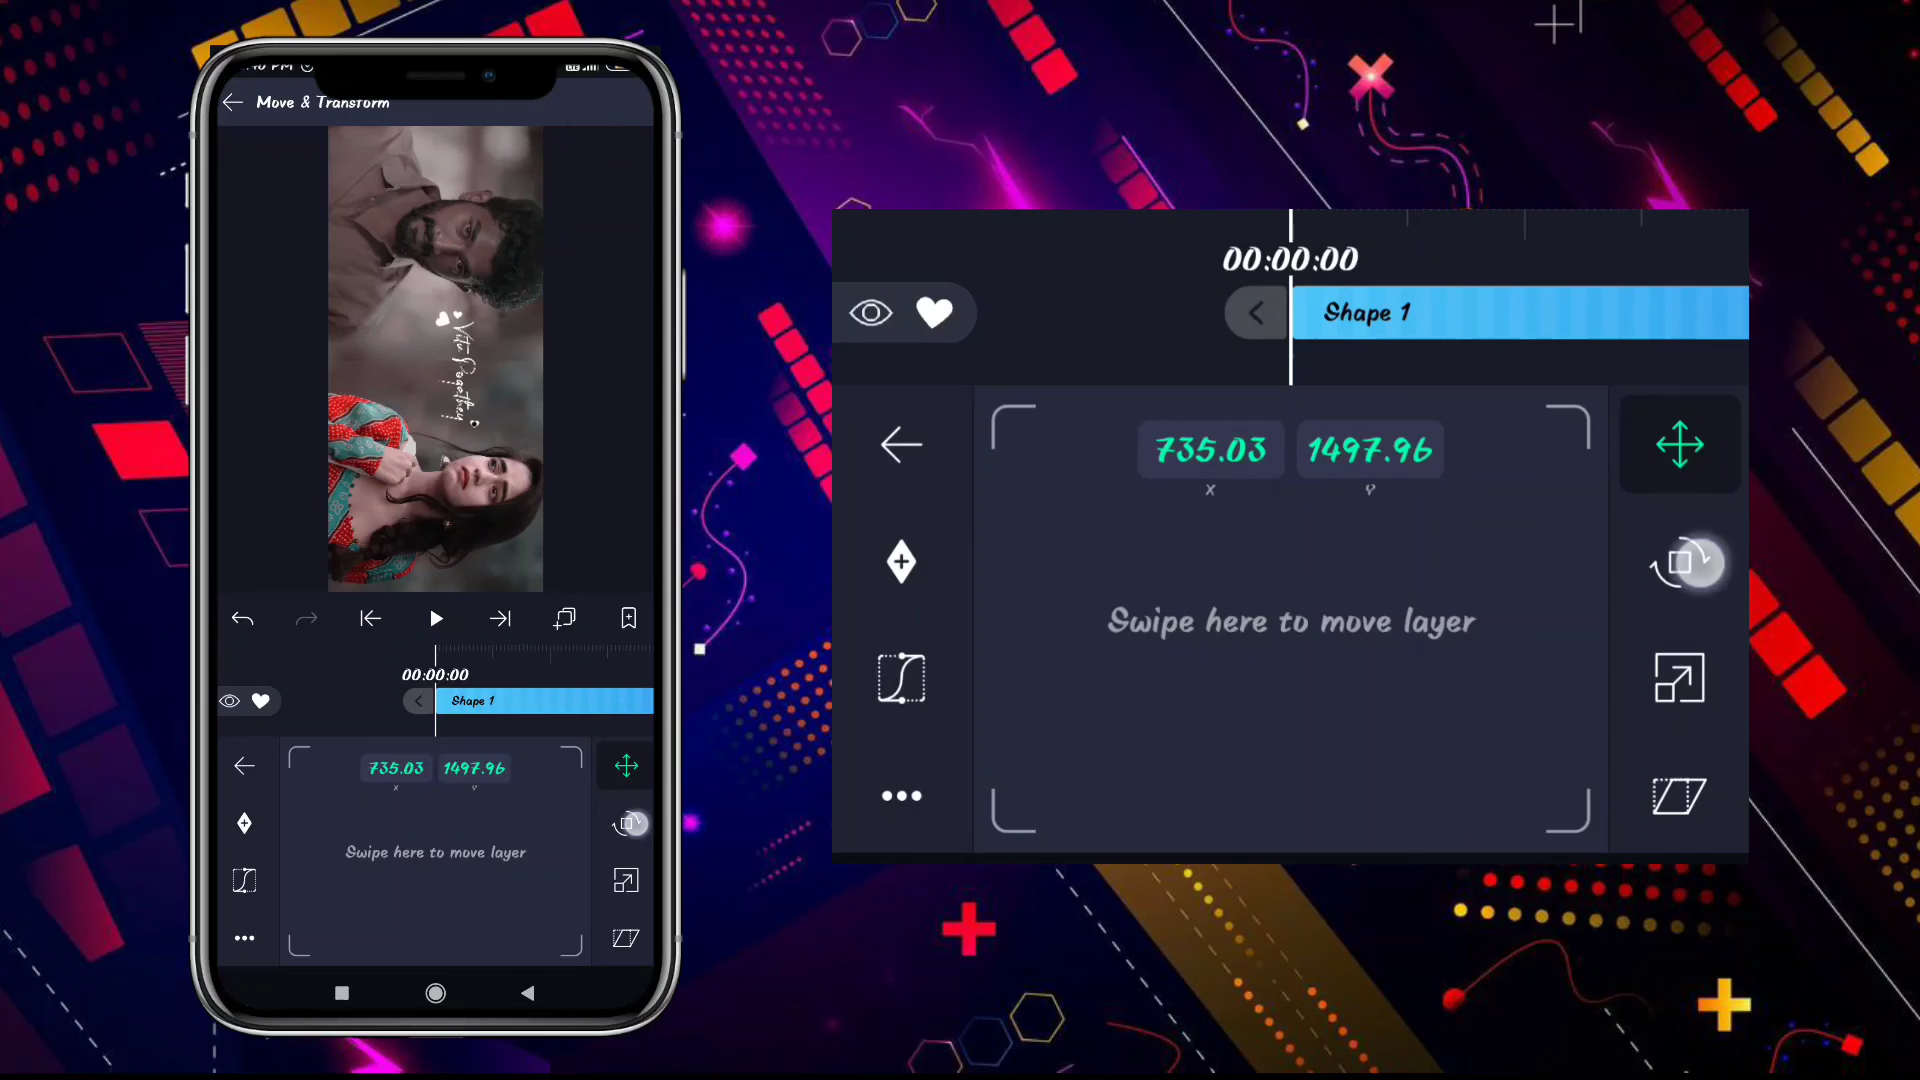 Move & Transform
00:00:00
Shape 1
735.03 1497.96
X Y
Swipe here to move layer
00:00:00
Shape 1
735.03 1497.96
X Y
Swipe here to move layer